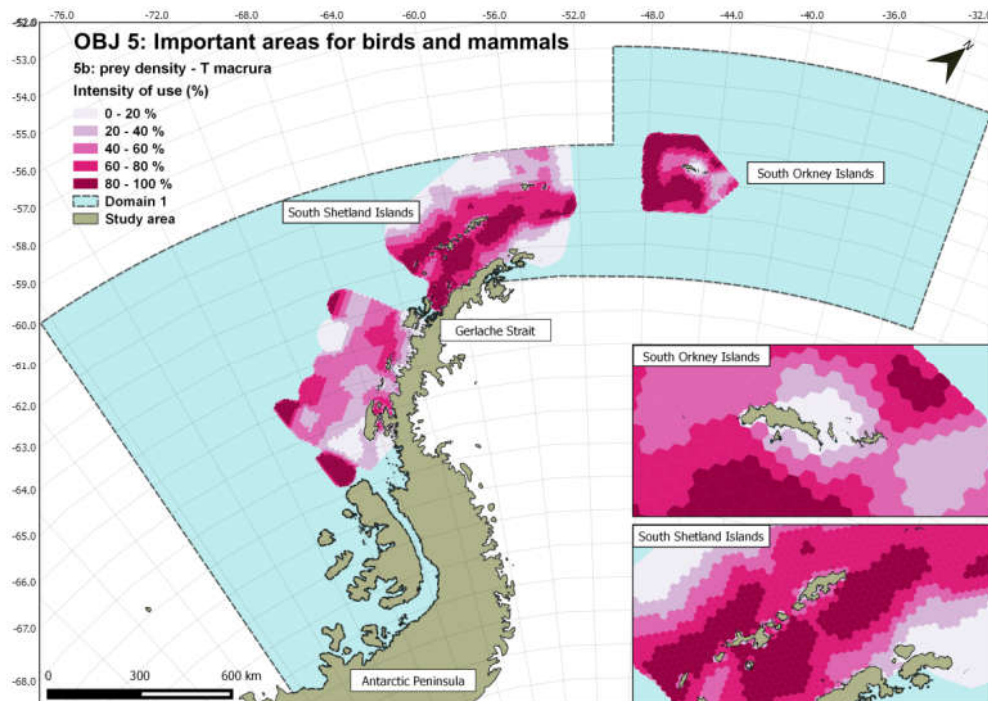 -52.0 -76.0 -72.0 -68.0 -64.0 -60.0 -56.0 -52.0 -48.0 -44.0 -40.0 -36.0 -32.0
OBJ 5: Important areas for birds and mammals
5b: prey density - T macrura
Intensity of use (%)
0 - 20 %
20 - 40 %
40 - 60 %
60 - 80 %
80 - 100 %
Domain 1
Study area
N
-53.0
-54.0
-55.0
-56.0
-57.0
-58.0
-59.0
-60.0
-61.0
-62.0
-63.0
-64.0
-65.0
-66.0
-67.0
-68.0
South Orkney Islands
South Shetland Islands
Gerlache Strait
South Orkney Islands
South Shetland Islands
Antarctic Peninsula
0 300 600 km